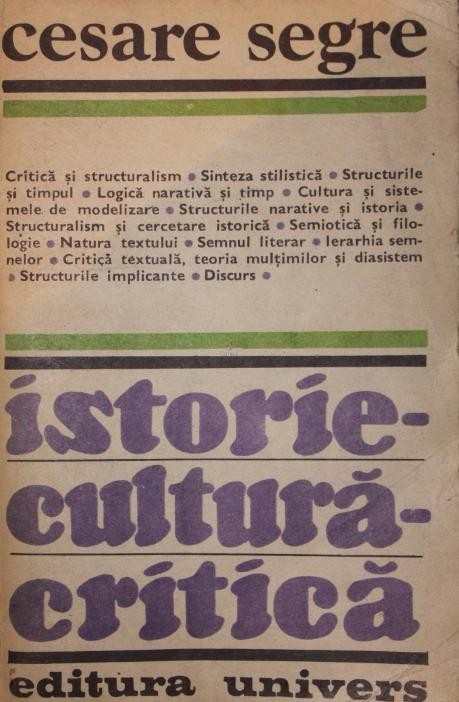 cesare segre
Critică și structuralism • Sinteza stilistică • Structurile
și timpul • Logică narativă și timp • Cultura și siste-
mele de modelizare • Structurile narative și istoria •
Structuralism și cercetare istorică • Semiotică și filo-
logie • Natura textului • Semnul literar • Ierarhia sem-
nelor • Critică textuală, teoria mulțimilor și diasistem
• Structurile implicante • Discurs •
istorie-
cultură-
critică
editura univers